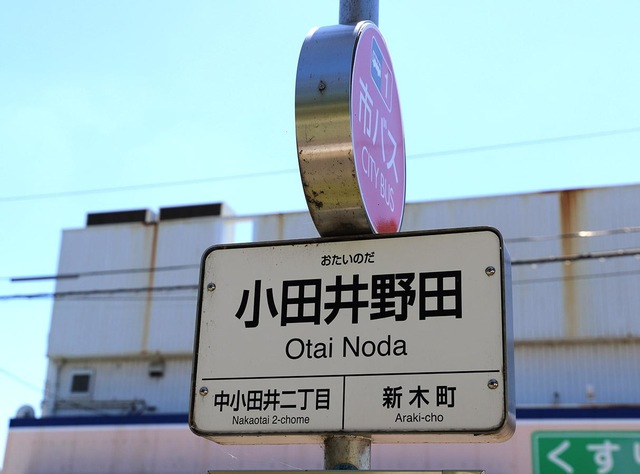 1
市バス
CITY BUS
おたいのだ
小田井野田
Otai Noda
中小田井二丁目
Nakaotai 2-chome
新木町
Araki-cho
くす